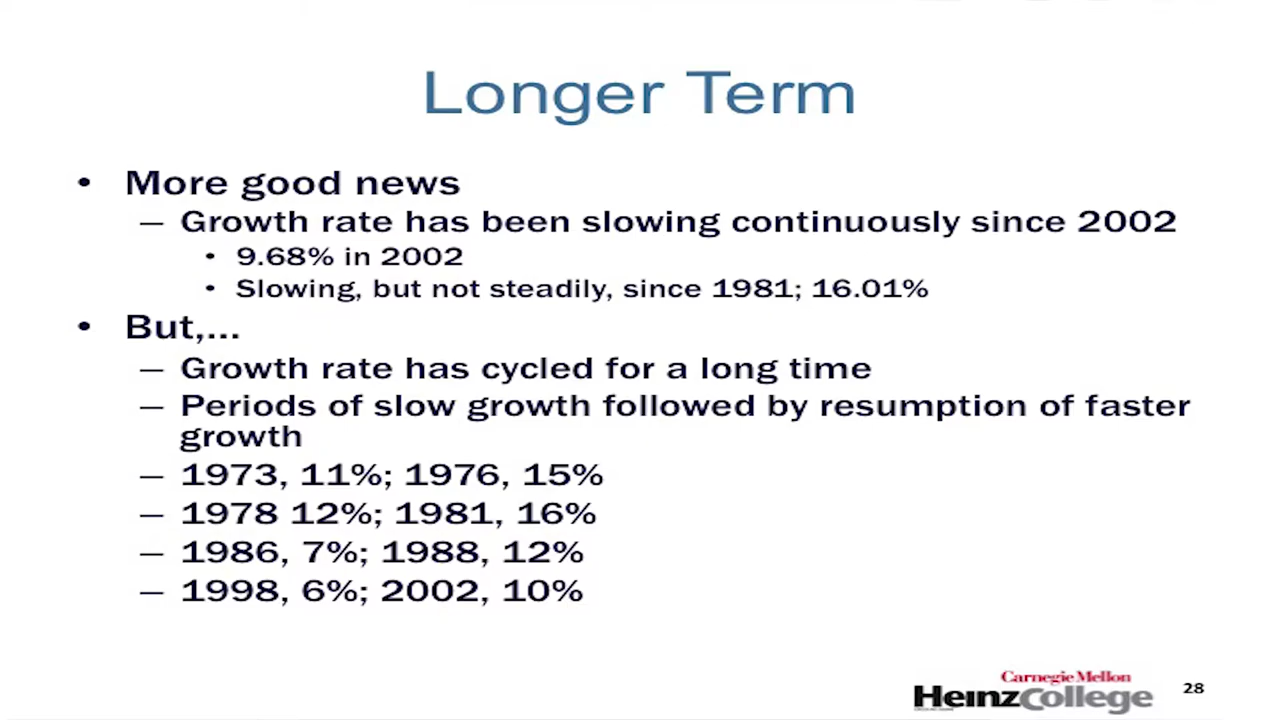 Longer Term
• More good news
– Growth rate has been slowing continuously since 2002
• 9.68% in 2002
• Slowing, but not steadily, since 1981; 16.01%
• But,...
– Growth rate has cycled for a long time
– Periods of slow growth followed by resumption of faster
growth
– 1973, 11%; 1976, 15%
– 1978 12%; 1981, 16%
– 1986, 7%; 1988, 12%
– 1998, 6%; 2002, 10%
Carnegie Mellon
HeinzCollege
28